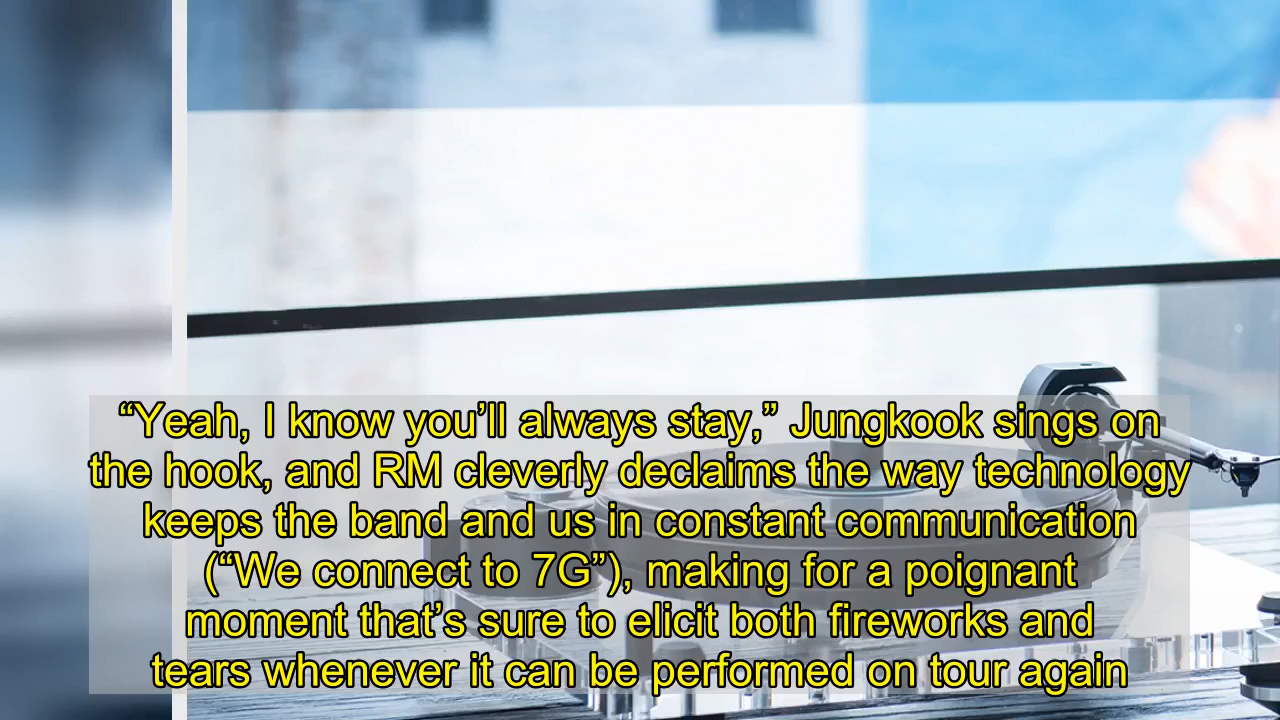 “Yeah, I know you’ll always stay,” Jungkook sings on
the hook, and RM cleverly declaims the way technology
keeps the band and us in constant communication
(“We connect to 7G”), making for a poignant
moment that’s sure to elicit both fireworks and
tears whenever it can be performed on tour again